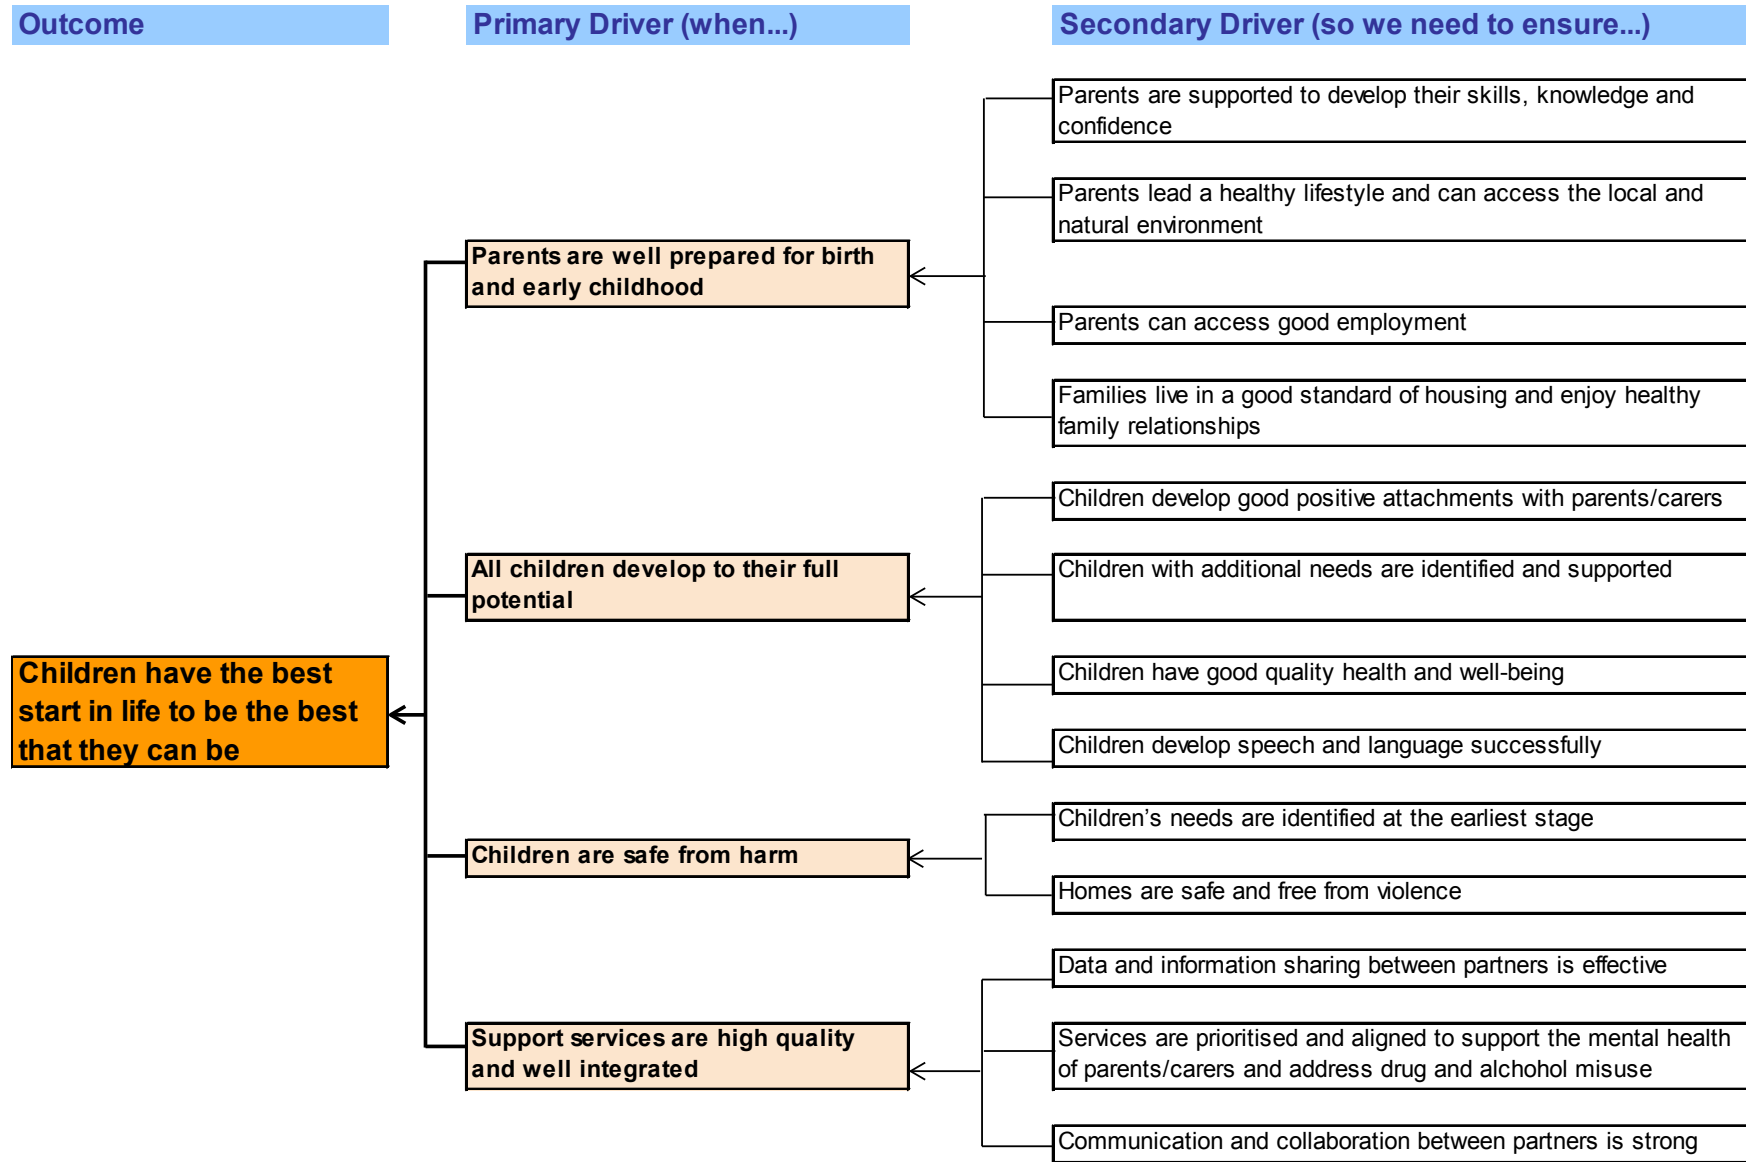 Outcome
Primary Driver (when...)
Secondary Driver (so we need to ensure...)
Parents are supported to develop their skills, knowledge and
confidence
Parents lead a healthy lifestyle and can access the local and
natural environment
Parents are well prepared for birth
and early childhood
Parents can access good employment
Families live in a good standard of housing and enjoy healthy
family relationships
Children develop good positive attachments with parents/carers
All children develop to their full
potential
Children with additional needs are identified and supported
Children have good quality health and well-being
Children have the best
start in life to be the best
that they can be
Children develop speech and language successfully
Children’s needs are identified at the earliest stage
Children are safe from harm
Homes are safe and free from violence
Data and information sharing between partners is effective
Support services are high quality
and well integrated
Services are prioritised and aligned to support the mental health
of parents/carers and address drug and alchohol misuse
Communication and collaboration between partners is strong